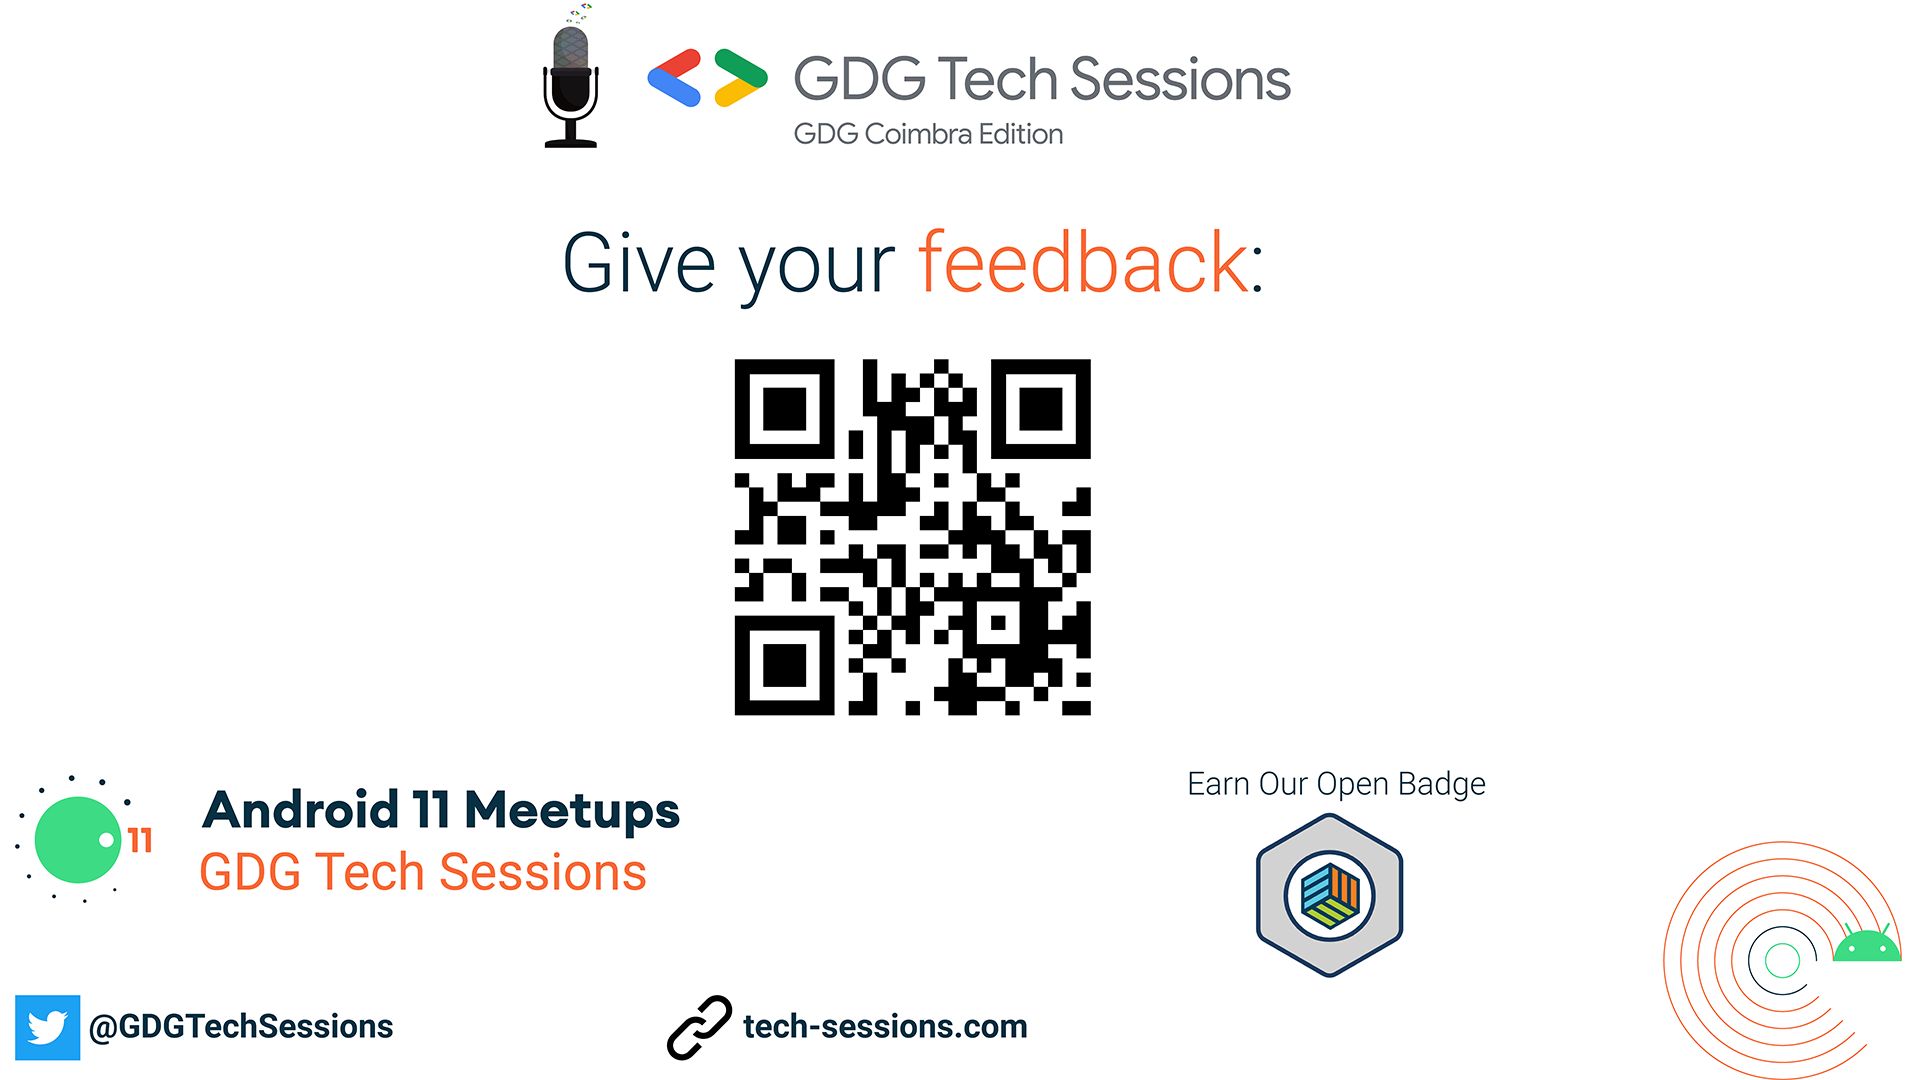 GDG Tech Sessions
GDG Coimbra Edition
Give your feedback:
Android 11 Meetups
GDG Tech Sessions
11
Earn Our Open Badge
@GDGTechSessions
tech-sessions.com